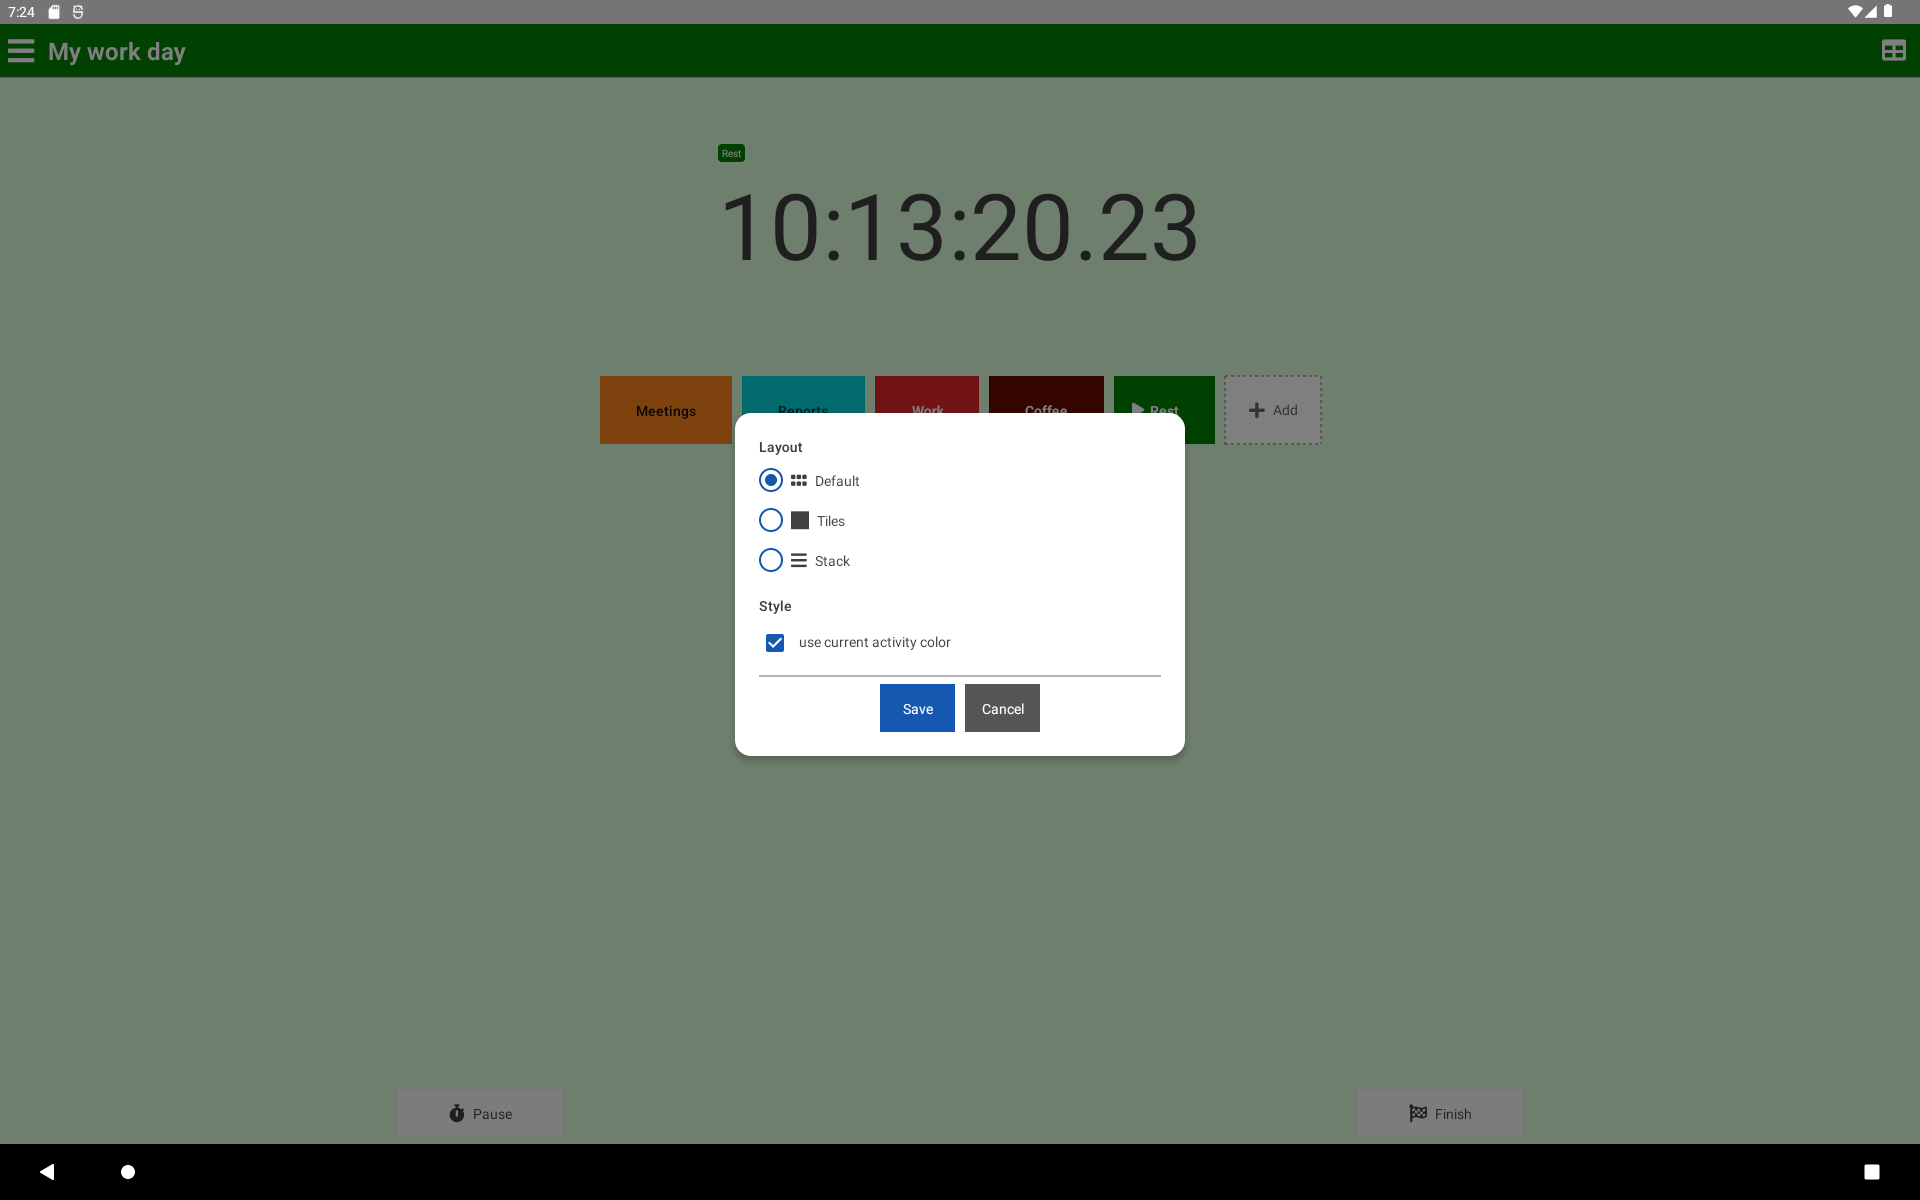 7:24
My work day
Rest
10:13:20.23
Meetings
Reports
Work
Coffee
Rest
Add
Layout
Default
Tiles
Stack
Style
use current activity color
Save
Cancel
Pause
Finish